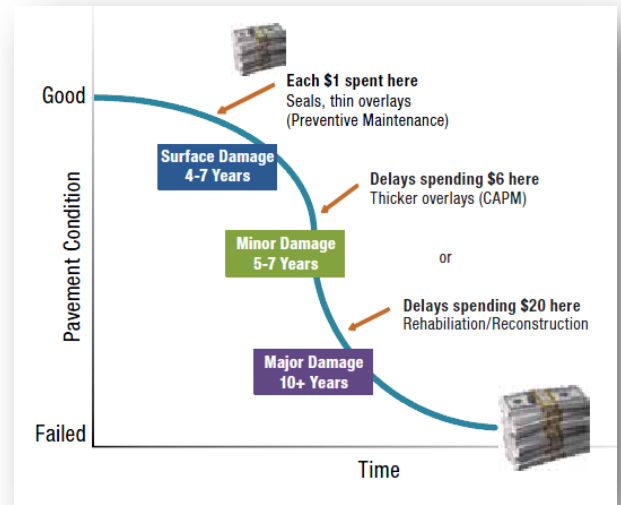 Good
Each $1 spent here
Seals, thin overlays
(Preventive Maintenance)
Surface Damage
4-7 Years
Delays spending $6 here
Thicker overlays (CAPM)
Pavement Condition
Minor Damage
5-7 Years
or
Delays spending $20 here
Rehabiliation/Reconstruction
Major Damage
10+ Years
Failed
Time